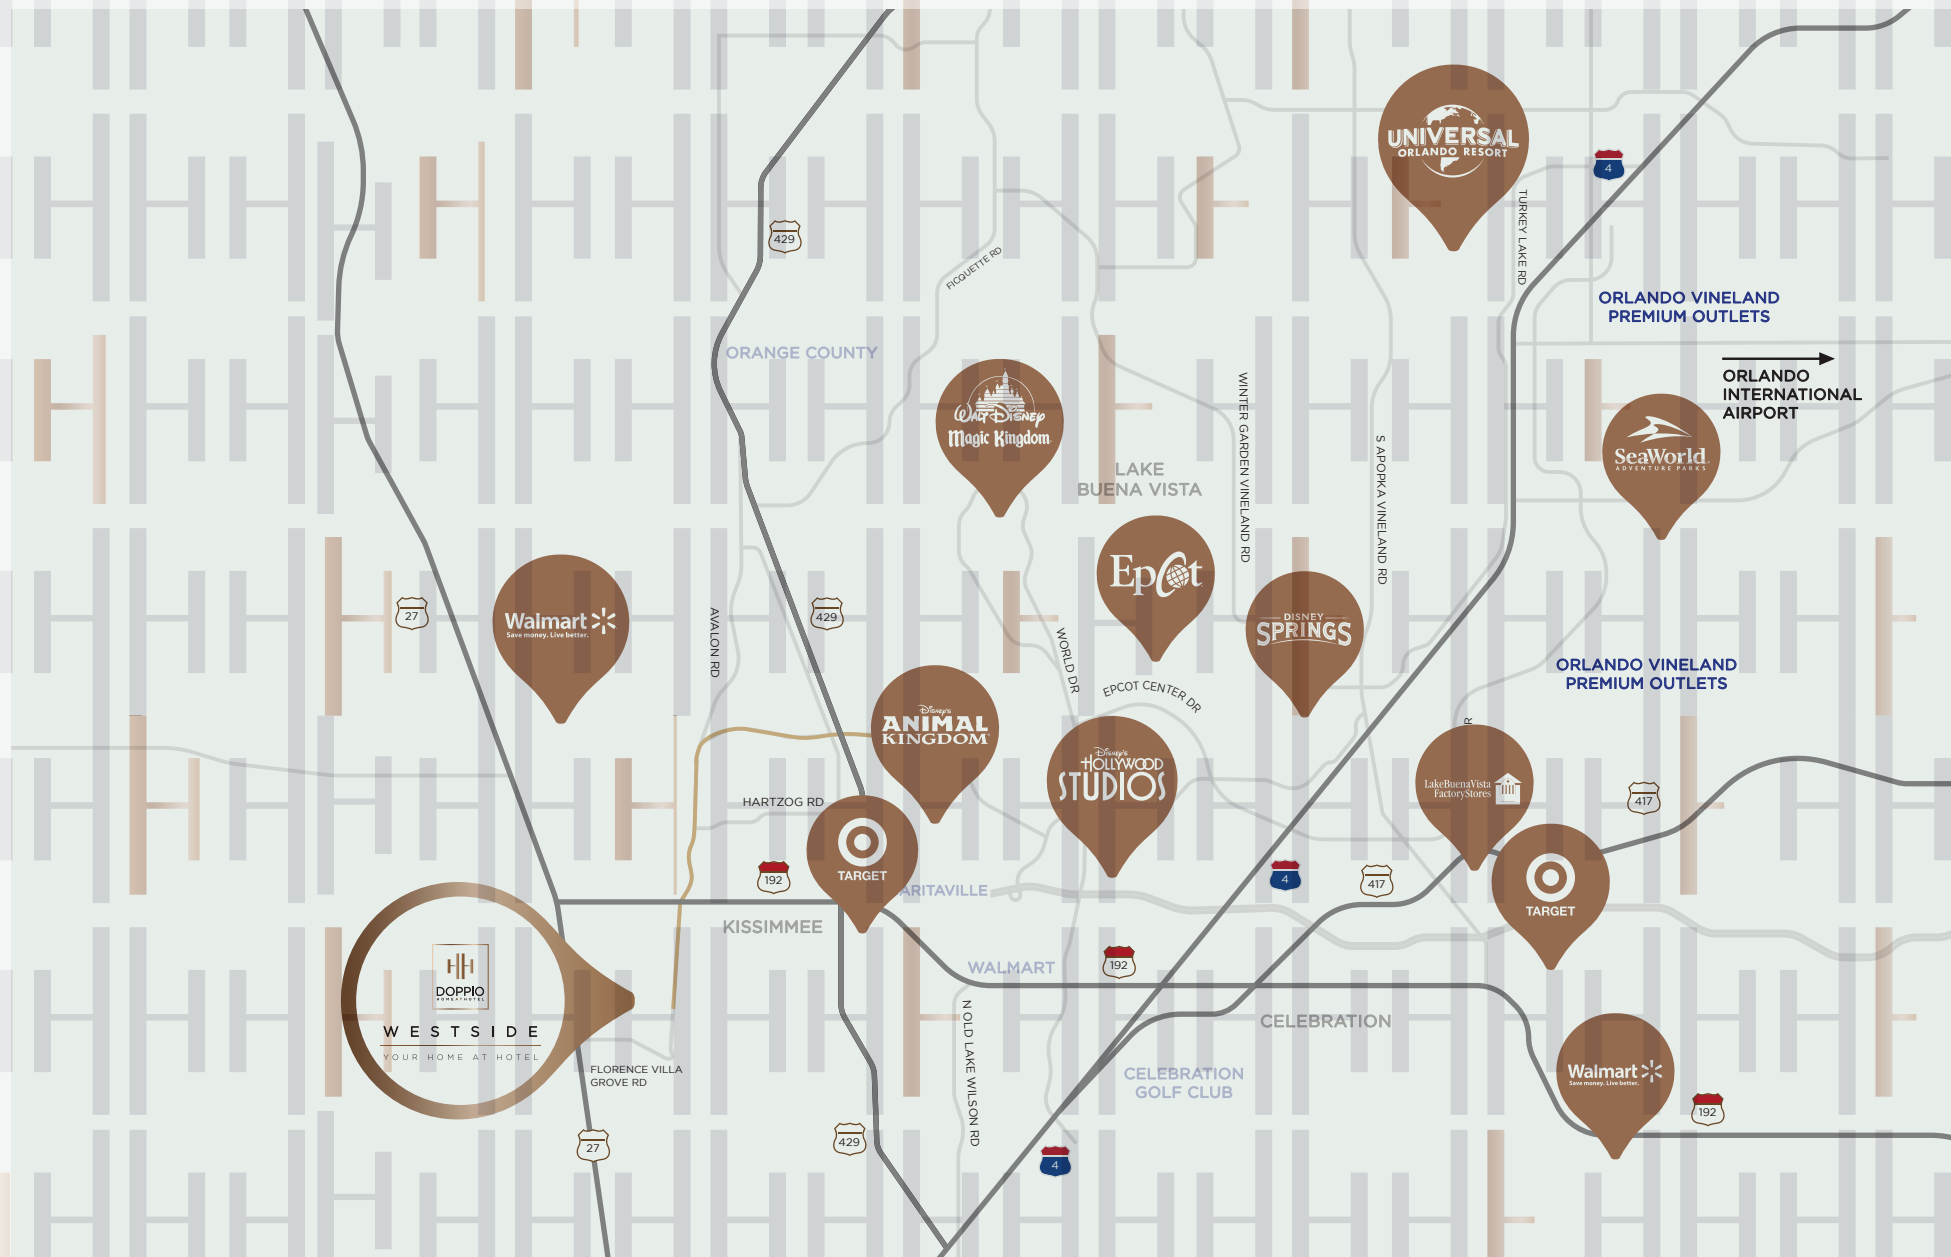 UNIVERSAL
ORLANDO RESORT
4
TURKEY LAKE RD
429
FICQUETTE RD
ORLANDO VINELAND
PREMIUM OUTLETS
ORANGE COUNTY
ORLANDO
INTERNATIONAL
AIRPORT
WALT DISNEY
Magic Kingdom
WINTER GARDEN VINELAND RD
S APOPKA VINELAND RD
SeaWorld
ADVENTURE PARKS
LAKE
BUENA VISTA
Epcot
27
Walmart
Save money. Live better.
AVALON RD
429
WORLD DR
DISNEY
SPRINGS
EPCOT CENTER DR
ORLANDO VINELAND
PREMIUM OUTLETS
Disney's
ANIMAL
KINGDOM
R
Disney's
HOLLYWOOD
STUDIOS
LakeBuenaVista
FactoryStores
417
HARTZOG RD
TARGET
192
ARITAVILLE
4
417
TARGET
KISSIMMEE
WALMART
192
DOPPIO
HOME AT HOTEL
WESTSIDE
YOUR HOME AT HOTEL
N OLD LAKE WILSON RD
CELEBRATION
FLORENCE VILLA
GROVE RD
CELEBRATION
GOLF CLUB
Walmart
Save money. Live better.
192
27
429
4